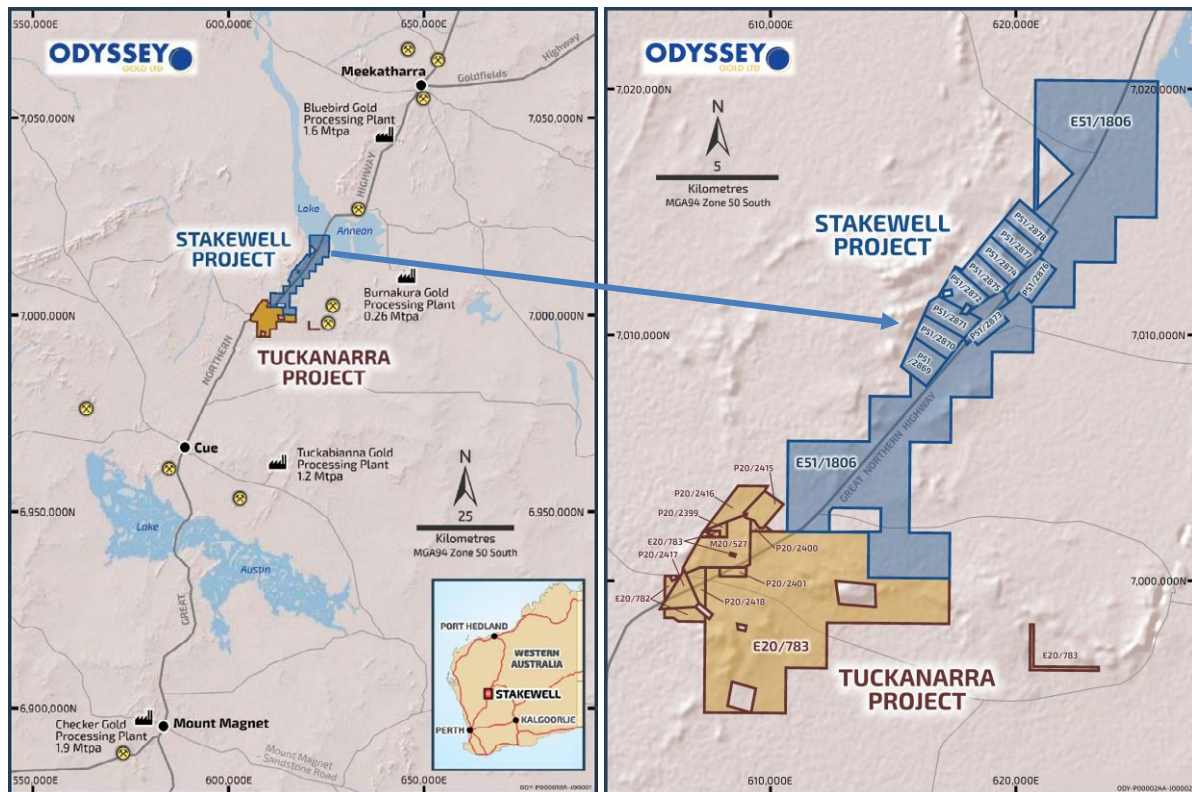 550,000E
600,000E
650,000E
ODYSSEY
GOLD LTD
Meekatharra
Goldfields
Highway
Bluebird Gold
Processing Plant
1.6 Mtpa
7,050,000N
7,050,000N
HIGHWAY
Lake
Annean
STAKEWELL
PROJECT
Burnakura Gold
Processing Plant
0.26 Mtpa
7,000,000N
7,000,000N
TUCKANARRA
PROJECT
NORTHERN
Cue
Tuckabianna Gold
Processing Plant
1.2 Mtpa
N
25
Kilometres
MGA94 Zone 50 South
6,950,000N
6,950,000N
Lake
Austin
GREAT
PORT HEDLAND
WESTERN
AUSTRALIA
STAKEWELL
KALGOORLIC
PERTH
6,900,000N
Checker Gold
Processing Plant
1.9 Mtpa
Mount Magnet
Mount Magnet
Sandstone Road
550,000E
600,000E
650,000E
610,000E
620,000E
ODYSSEY
GOLD LTD
7,020,000N
7,020,000N
E51/1806
N
5
Kilometres
MGA94 Zone 50 South
STAKEWELL
PROJECT
P51/2878
P51/2877
P51/2874
P51/2875
P51/2876
P51/2872
P51/2871
P51/2873
P51/2870
P51
/2869
7,010,000N
7,010,000N
GREAT NORTHERN HIGHWAY
E51/1806
P20/2415
P20/2416
P20/2399
E20/783
M20/527
P20/2417
P20/2400
P20/2401
E20/782
P20/2418
7,000,000N
7,000,000N
E20/783
E20/783
TUCKANARRA
PROJECT
610,000E
620,000E
ODY-P00002AA-J00002